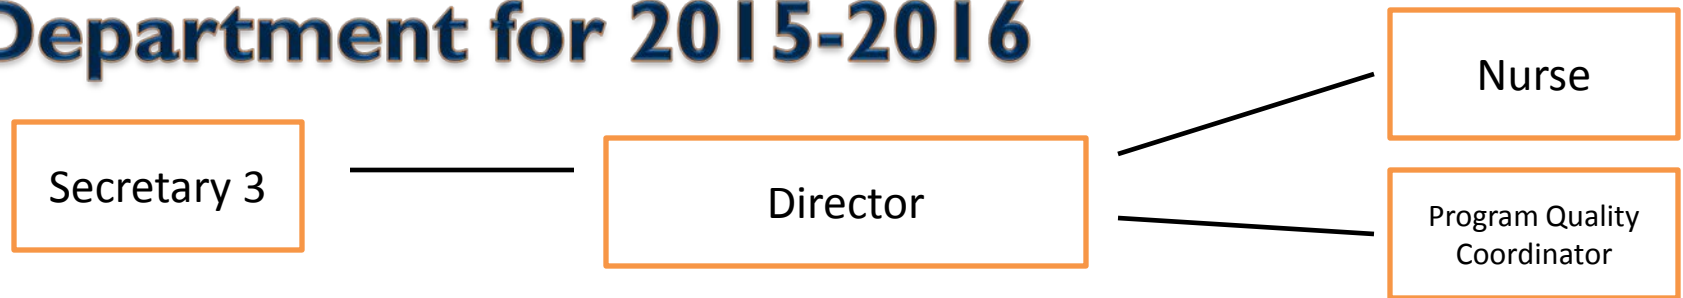 Department for 2015-2016
Nurse
Secretary 3
Director
Program Quality
Coordinator